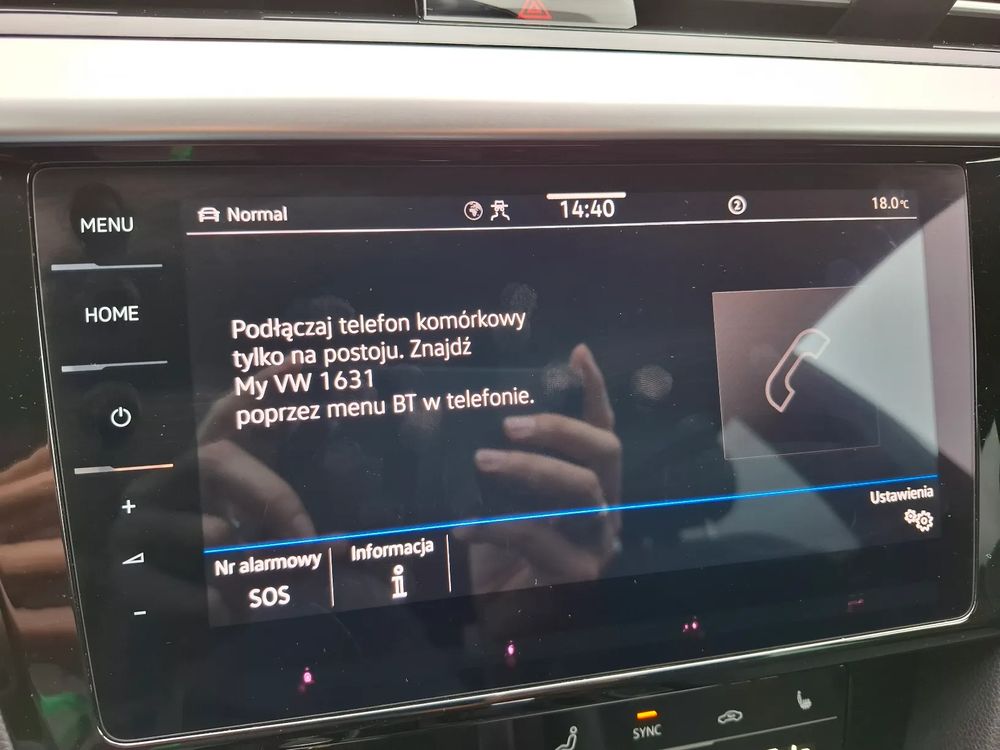 MENU
Normal
14:40
2
18.0°C
HOME
Podłączaj telefon komórkowy
tylko na postoju. Znajdź
My VW 1631
poprzez menu BT w telefonie.
+
-
Ustawienia
Nr alarmowy
SOS
Informacja
i
SYNC